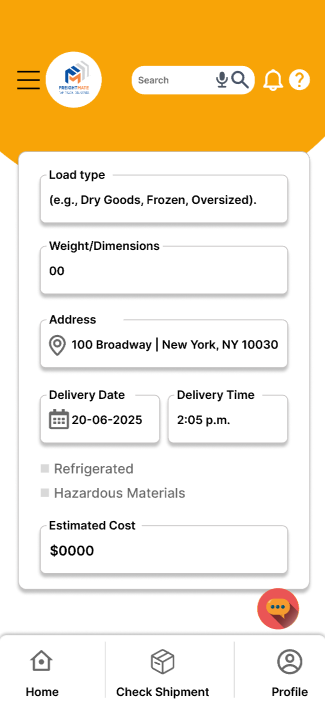 Search
FREIGHTMATE
Load type
(e.g., Dry Goods, Frozen, Oversized).
Weight/Dimensions
00
Address
100 Broadway | New York, NY 10030
Delivery Date
20-06-2025
Delivery Time
2:05 p.m.
Refrigerated
Hazardous Materials
Estimated Cost
$0000
Home
Check Shipment
Profile